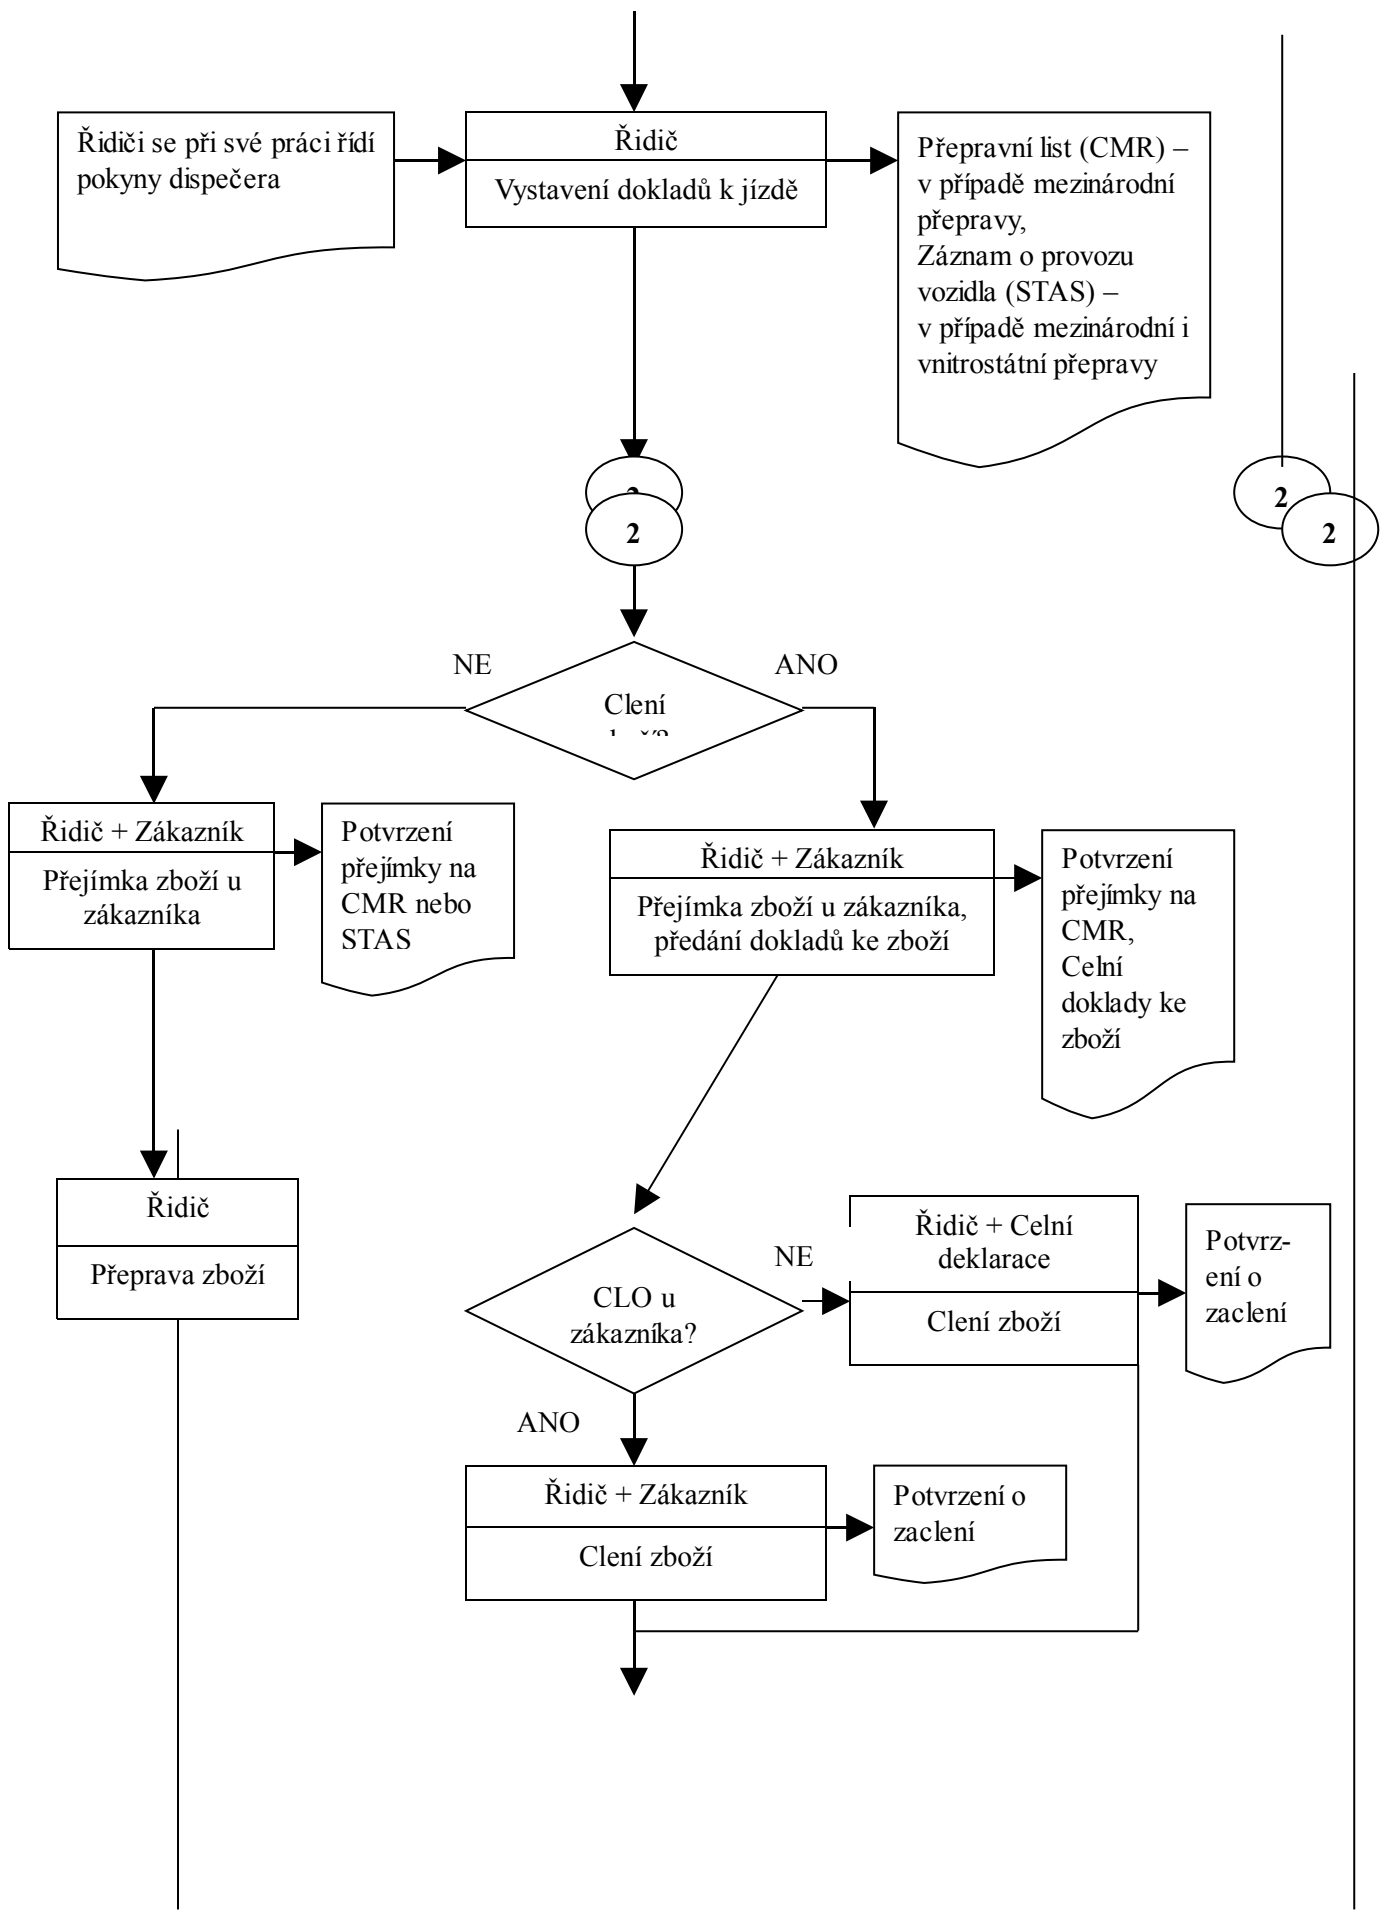 Řidiči se při své práci řídí
pokyny dispečera
Řidič
Vystavení dokladů k jízdě
Přepravní list (CMR) –
v případě mezinárodní
přepravy,
Záznam o provozu
vozidla (STAS) –
v případě mezinárodní i
vnitrostátní přepravy
2
2
2
NE
ANO
Clení
Řidič + Zákazník
Přejímka zboží u
zákazníka
Potvrzení
přejímky na
CMR nebo
STAS
Řidič + Zákazník
Přejímka zboží u zákazníka,
předání dokladů ke zboží
Potvrzení
přejímky na
CMR,
Celní
doklady ke
zboží
Řidič
Přeprava zboží
CLO u
zákazníka?
NE
Řidič + Celní
deklarace
Clení zboží
Potvrz-
ení o
zaclení
ANO
Řidič + Zákazník
Clení zboží
Potvrzení o
zaclení